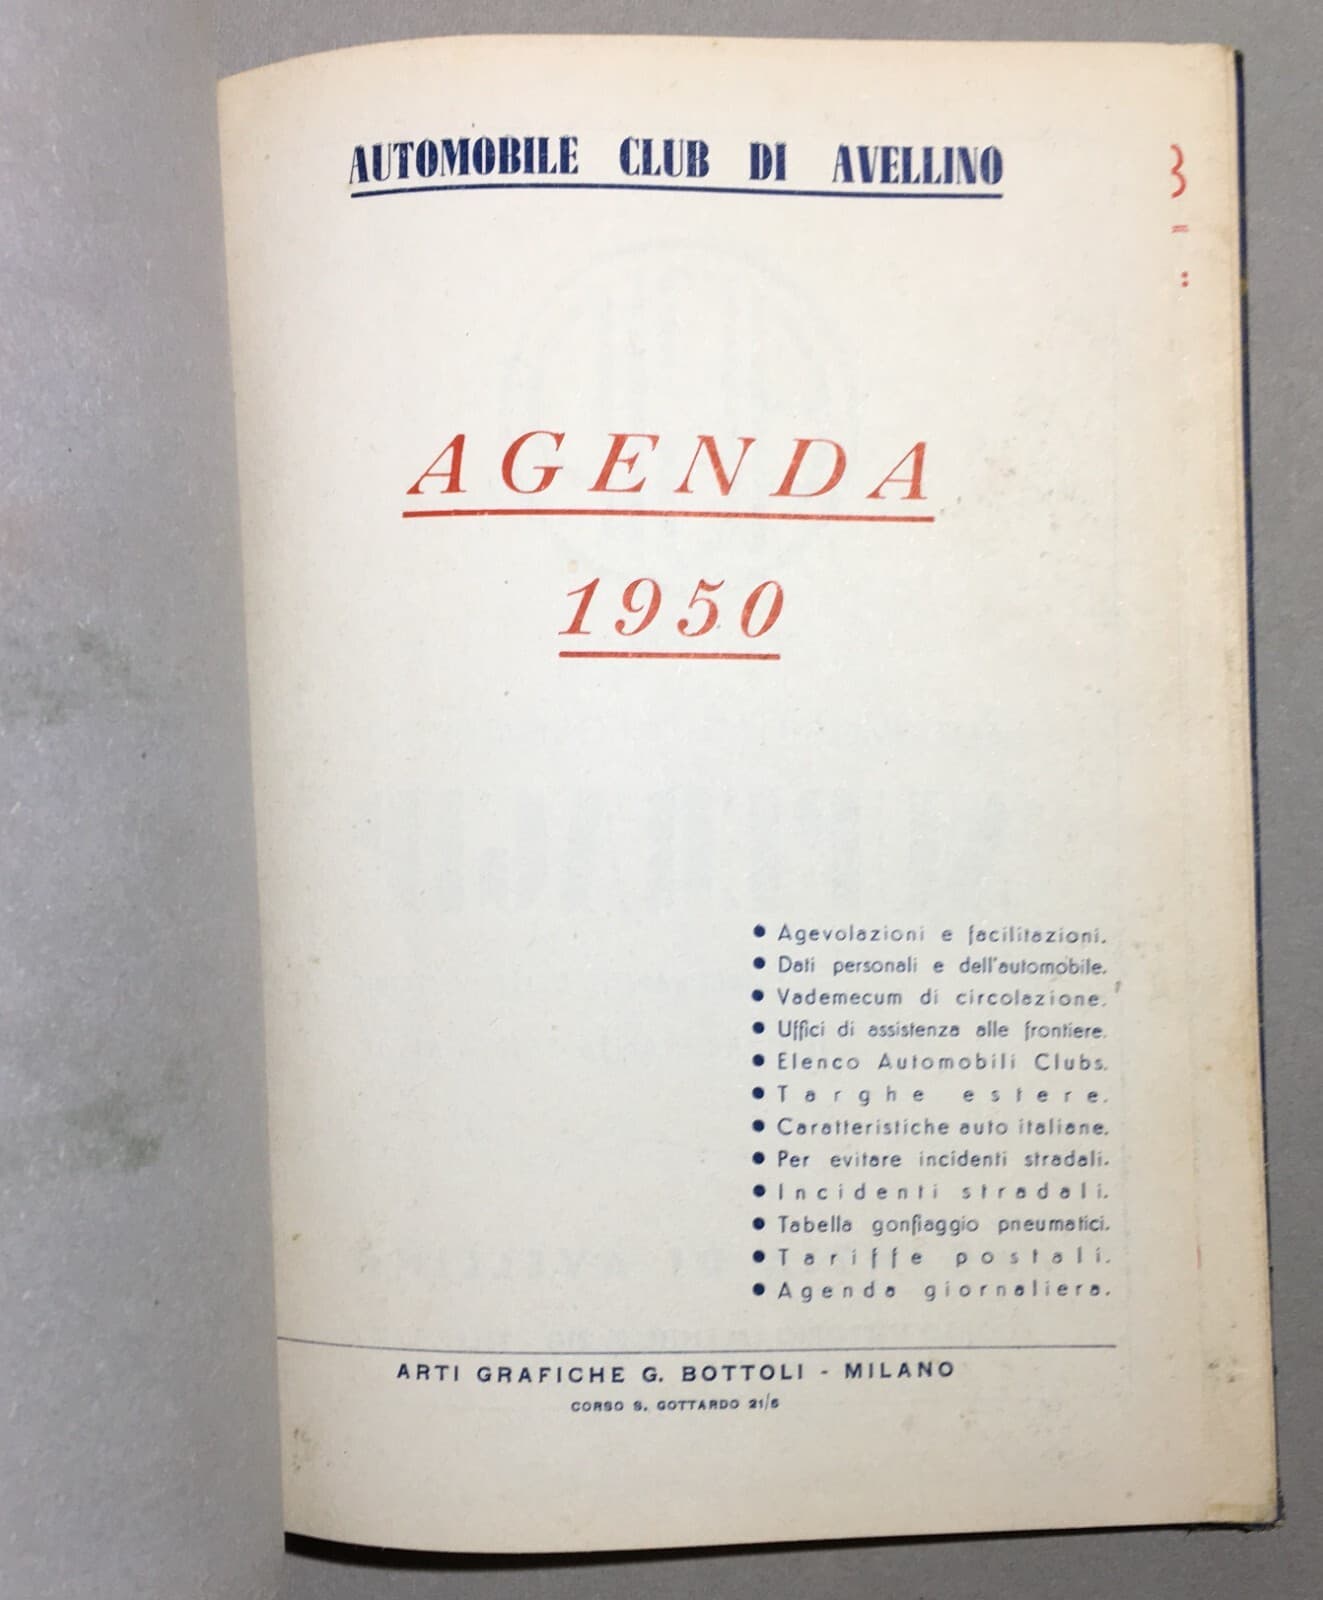 AUTOMOBILE CLUB DI AVELLINO
AGENDA
1950
• Agevolazioni e facilitazioni.
• Dati personali e dell'automobile.
• Vademecum di circolazione.
• Uffici di assistenza alle frontiere.
• Elenco Automobili Clubs.
• Targhe estere.
• Caratteristiche auto italiane.
• Per evitare incidenti stradali.
• Incidenti stradali.
• Tabella gonfiaggio pneumatici.
• Tariffe postali.
• Agenda giornaliera.
ARTI GRAFICHE G. BOTTOLI - MILANO
CORSO S. GOTTARDO